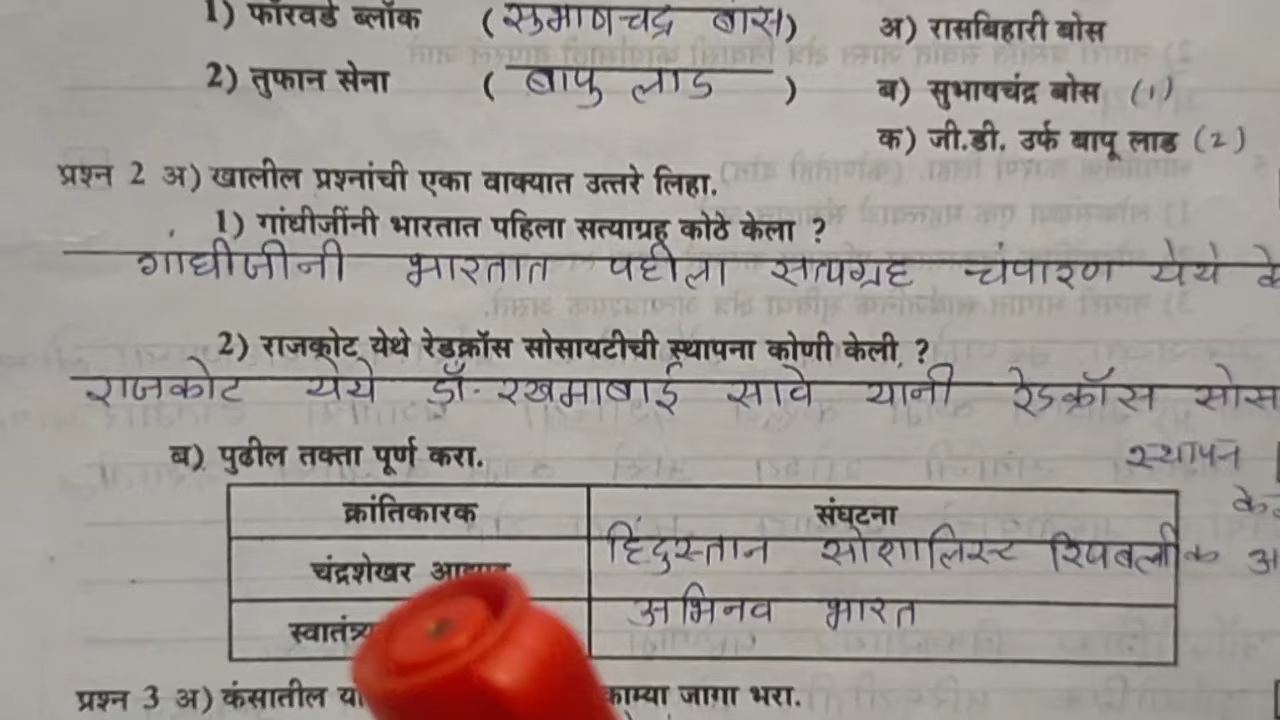 1) फॉरवर्ड ब्लॉक (सुभाषचंद्र बोस) अ) रासबिहारी बोस
2) तुफान सेना (बापु लाड) ब) सुभाषचंद्र बोस (1)
क) जी.डी. उर्फ बापू लाड (2)
प्रश्न 2 अ) खालील प्रश्नांची एका वाक्यात उत्तरे लिहा.
1) गांधीजींनी भारतात पहिला सत्याग्रह कोठे केला ?
गांधीजीनी भारतात पहीला सत्यग्रह चंपारण येथे के
2) राजकोट येथे रेडक्रॉस सोसायटीची स्थापना कोणी केली ?
राजकोट येथे डॉ. रखमाबाई सावे यानी रेडक्रॉस सोस
ब) पुढील तक्ता पूर्ण करा. स्थापन
क्रांतिकारक संघटना के
चंद्रशेखर हिंदुस्तान सोशालिस्ट रिपब्लीक अ
स्वातंत्र्य अभिनव भारत
प्रश्न 3 अ) कंसातील यो काम्या जागा भरा.